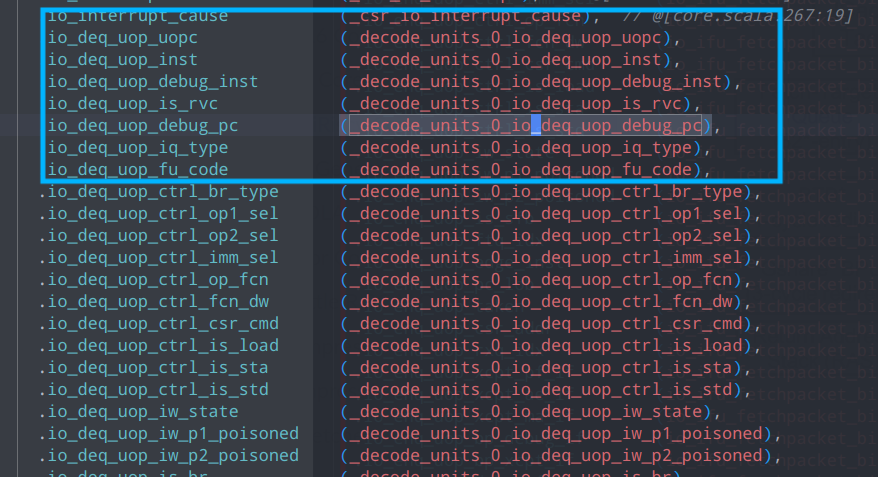 io_interrupt_cause (_csr_io_interrupt_cause), // @[core.scala:267:19]
io_deq_uop_uopc (_decode_units_0_io_deq_uop_uopc),
io_deq_uop_inst (_decode_units_0_io_deq_uop_inst),
io_deq_uop_debug_inst (_decode_units_0_io_deq_uop_debug_inst),
io_deq_uop_is_rvc (_decode_units_0_io_deq_uop_is_rvc),
io_deq_uop_debug_pc (_decode_units_0_io_deq_uop_debug_pc),
io_deq_uop_iq_type (_decode_units_0_io_deq_uop_iq_type),
io_deq_uop_fu_code (_decode_units_0_io_deq_uop_fu_code),
.io_deq_uop_ctrl_br_type (_decode_units_0_io_deq_uop_ctrl_br_type),
.io_deq_uop_ctrl_op1_sel (_decode_units_0_io_deq_uop_ctrl_op1_sel),
.io_deq_uop_ctrl_op2_sel (_decode_units_0_io_deq_uop_ctrl_op2_sel),
.io_deq_uop_ctrl_imm_sel (_decode_units_0_io_deq_uop_ctrl_imm_sel),
.io_deq_uop_ctrl_op_fcn (_decode_units_0_io_deq_uop_ctrl_op_fcn),
.io_deq_uop_ctrl_fcn_dw (_decode_units_0_io_deq_uop_ctrl_fcn_dw),
.io_deq_uop_ctrl_csr_cmd (_decode_units_0_io_deq_uop_ctrl_csr_cmd),
.io_deq_uop_ctrl_is_load (_decode_units_0_io_deq_uop_ctrl_is_load),
.io_deq_uop_ctrl_is_sta (_decode_units_0_io_deq_uop_ctrl_is_sta),
.io_deq_uop_ctrl_is_std (_decode_units_0_io_deq_uop_ctrl_is_std),
.io_deq_uop_iw_state (_decode_units_0_io_deq_uop_iw_state),
.io_deq_uop_iw_p1_poisoned (_decode_units_0_io_deq_uop_iw_p1_poisoned),
.io_deq_uop_iw_p2_poisoned (_decode_units_0_io_deq_uop_iw_p2_poisoned),
.io_deq_uop_is_br (_decode_units_0_io_deq_uop_is_br)